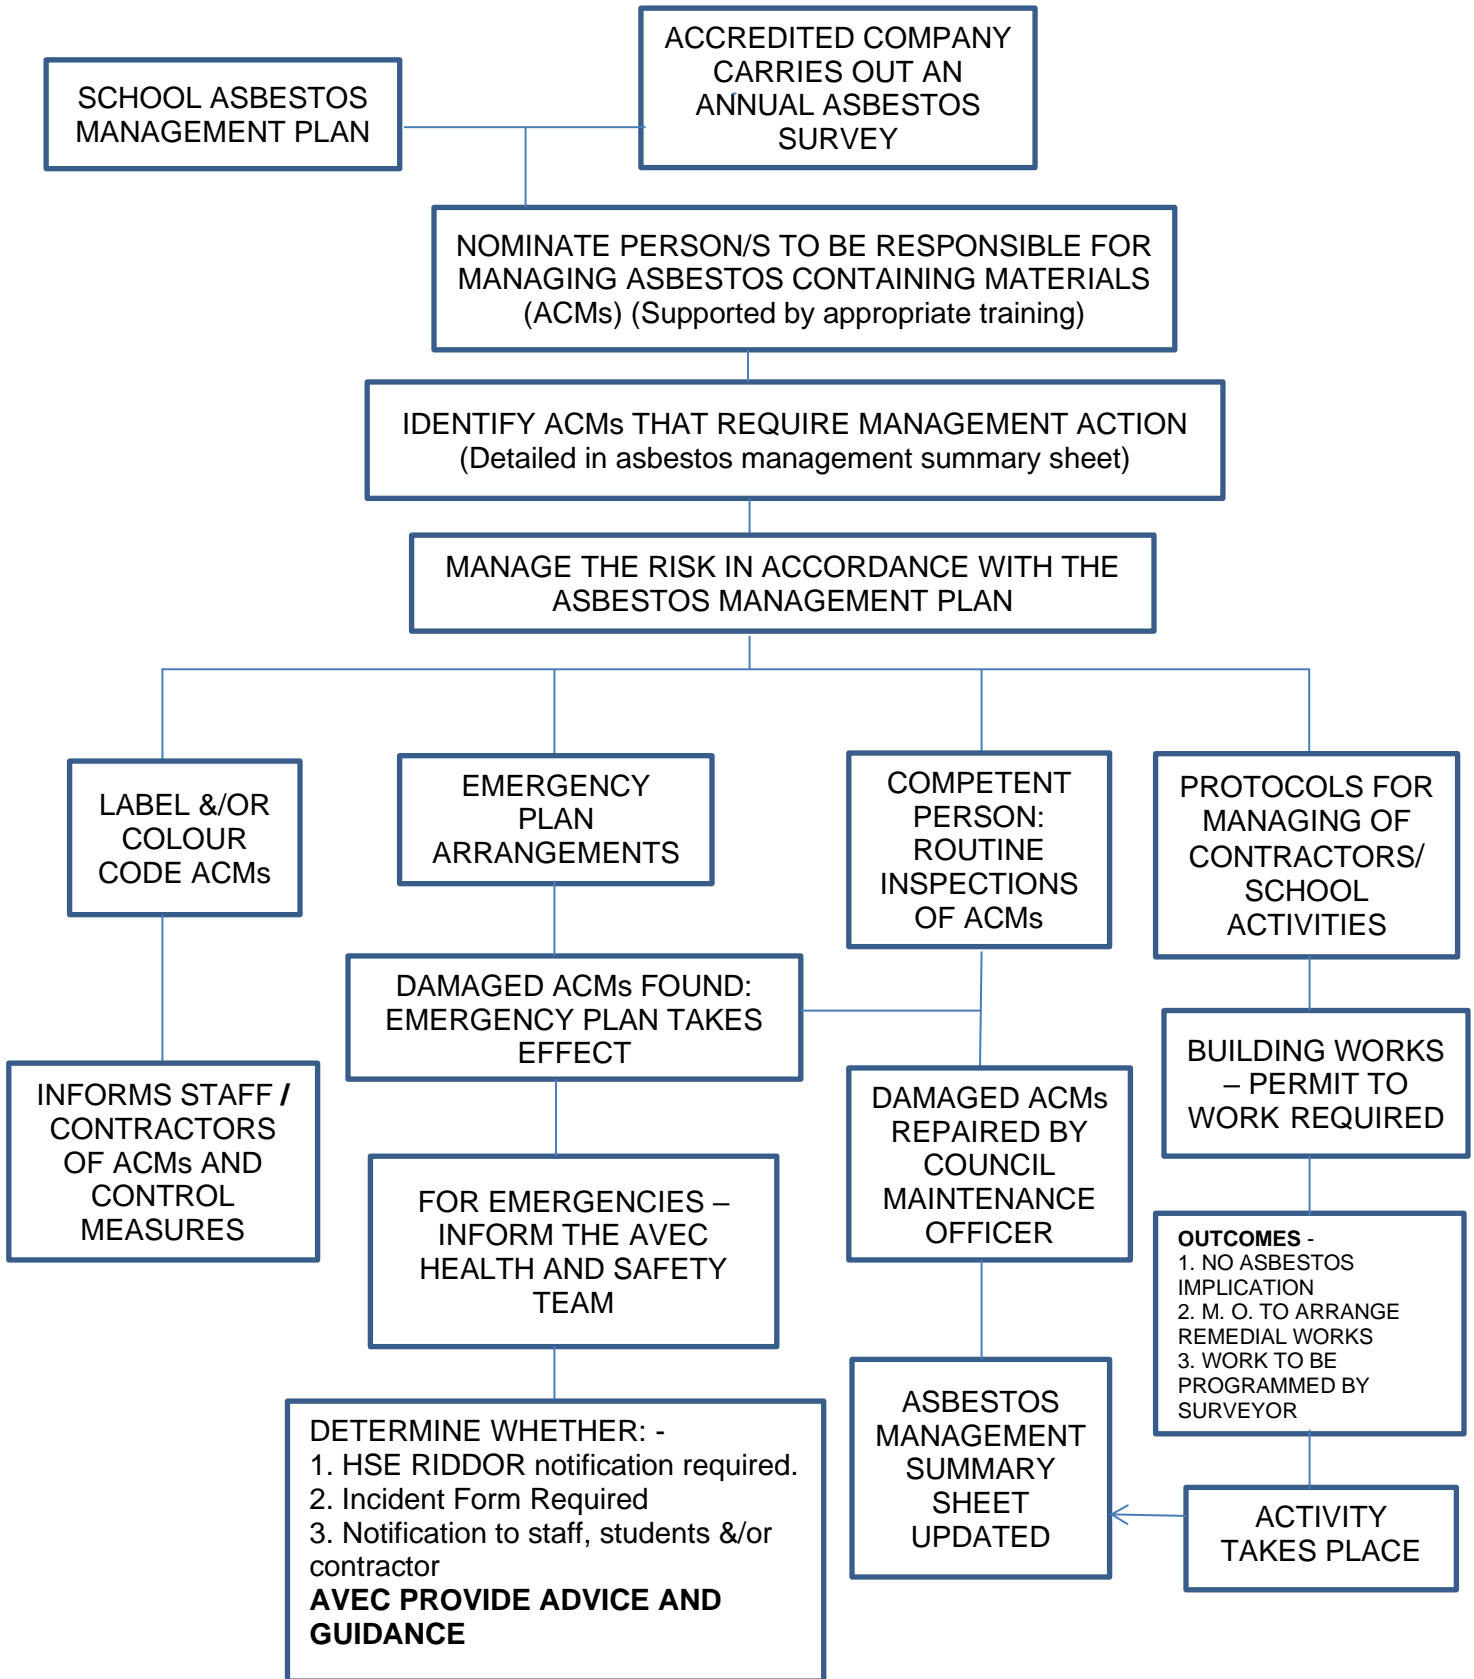 SCHOOL ASBESTOS
MANAGEMENT PLAN
ACCREDITED COMPANY
CARRIES OUT AN
ANNUAL ASBESTOS
SURVEY
NOMINATE PERSON/S TO BE RESPONSIBLE FOR
MANAGING ASBESTOS CONTAINING MATERIALS
(ACMs) (Supported by appropriate training)
IDENTIFY ACMs THAT REQUIRE MANAGEMENT ACTION
(Detailed in asbestos management summary sheet)
MANAGE THE RISK IN ACCORDANCE WITH THE
ASBESTOS MANAGEMENT PLAN
LABEL &/OR
COLOUR
CODE ACMs
EMERGENCY
PLAN
ARRANGEMENTS
COMPETENT
PERSON:
ROUTINE
INSPECTIONS
OF ACMs
PROTOCOLS FOR
MANAGING OF
CONTRACTORS/
SCHOOL
ACTIVITIES
DAMAGED ACMs FOUND:
EMERGENCY PLAN TAKES
EFFECT
INFORMS STAFF /
CONTRACTORS
OF ACMs AND
CONTROL
MEASURES
DAMAGED ACMs
REPAIRED BY
COUNCIL
MAINTENANCE
OFFICER
BUILDING WORKS
– PERMIT TO
WORK REQUIRED
FOR EMERGENCIES –
INFORM THE AVEC
HEALTH AND SAFETY
TEAM
OUTCOMES -
1. NO ASBESTOS
IMPLICATION
2. M. O. TO ARRANGE
REMEDIAL WORKS
3. WORK TO BE
PROGRAMMED BY
SURVEYOR
DETERMINE WHETHER: -
1. HSE RIDDOR notification required.
2. Incident Form Required
3. Notification to staff, students &/or
contractor
AVEC PROVIDE ADVICE AND
GUIDANCE
ASBESTOS
MANAGEMENT
SUMMARY
SHEET
UPDATED
ACTIVITY
TAKES PLACE